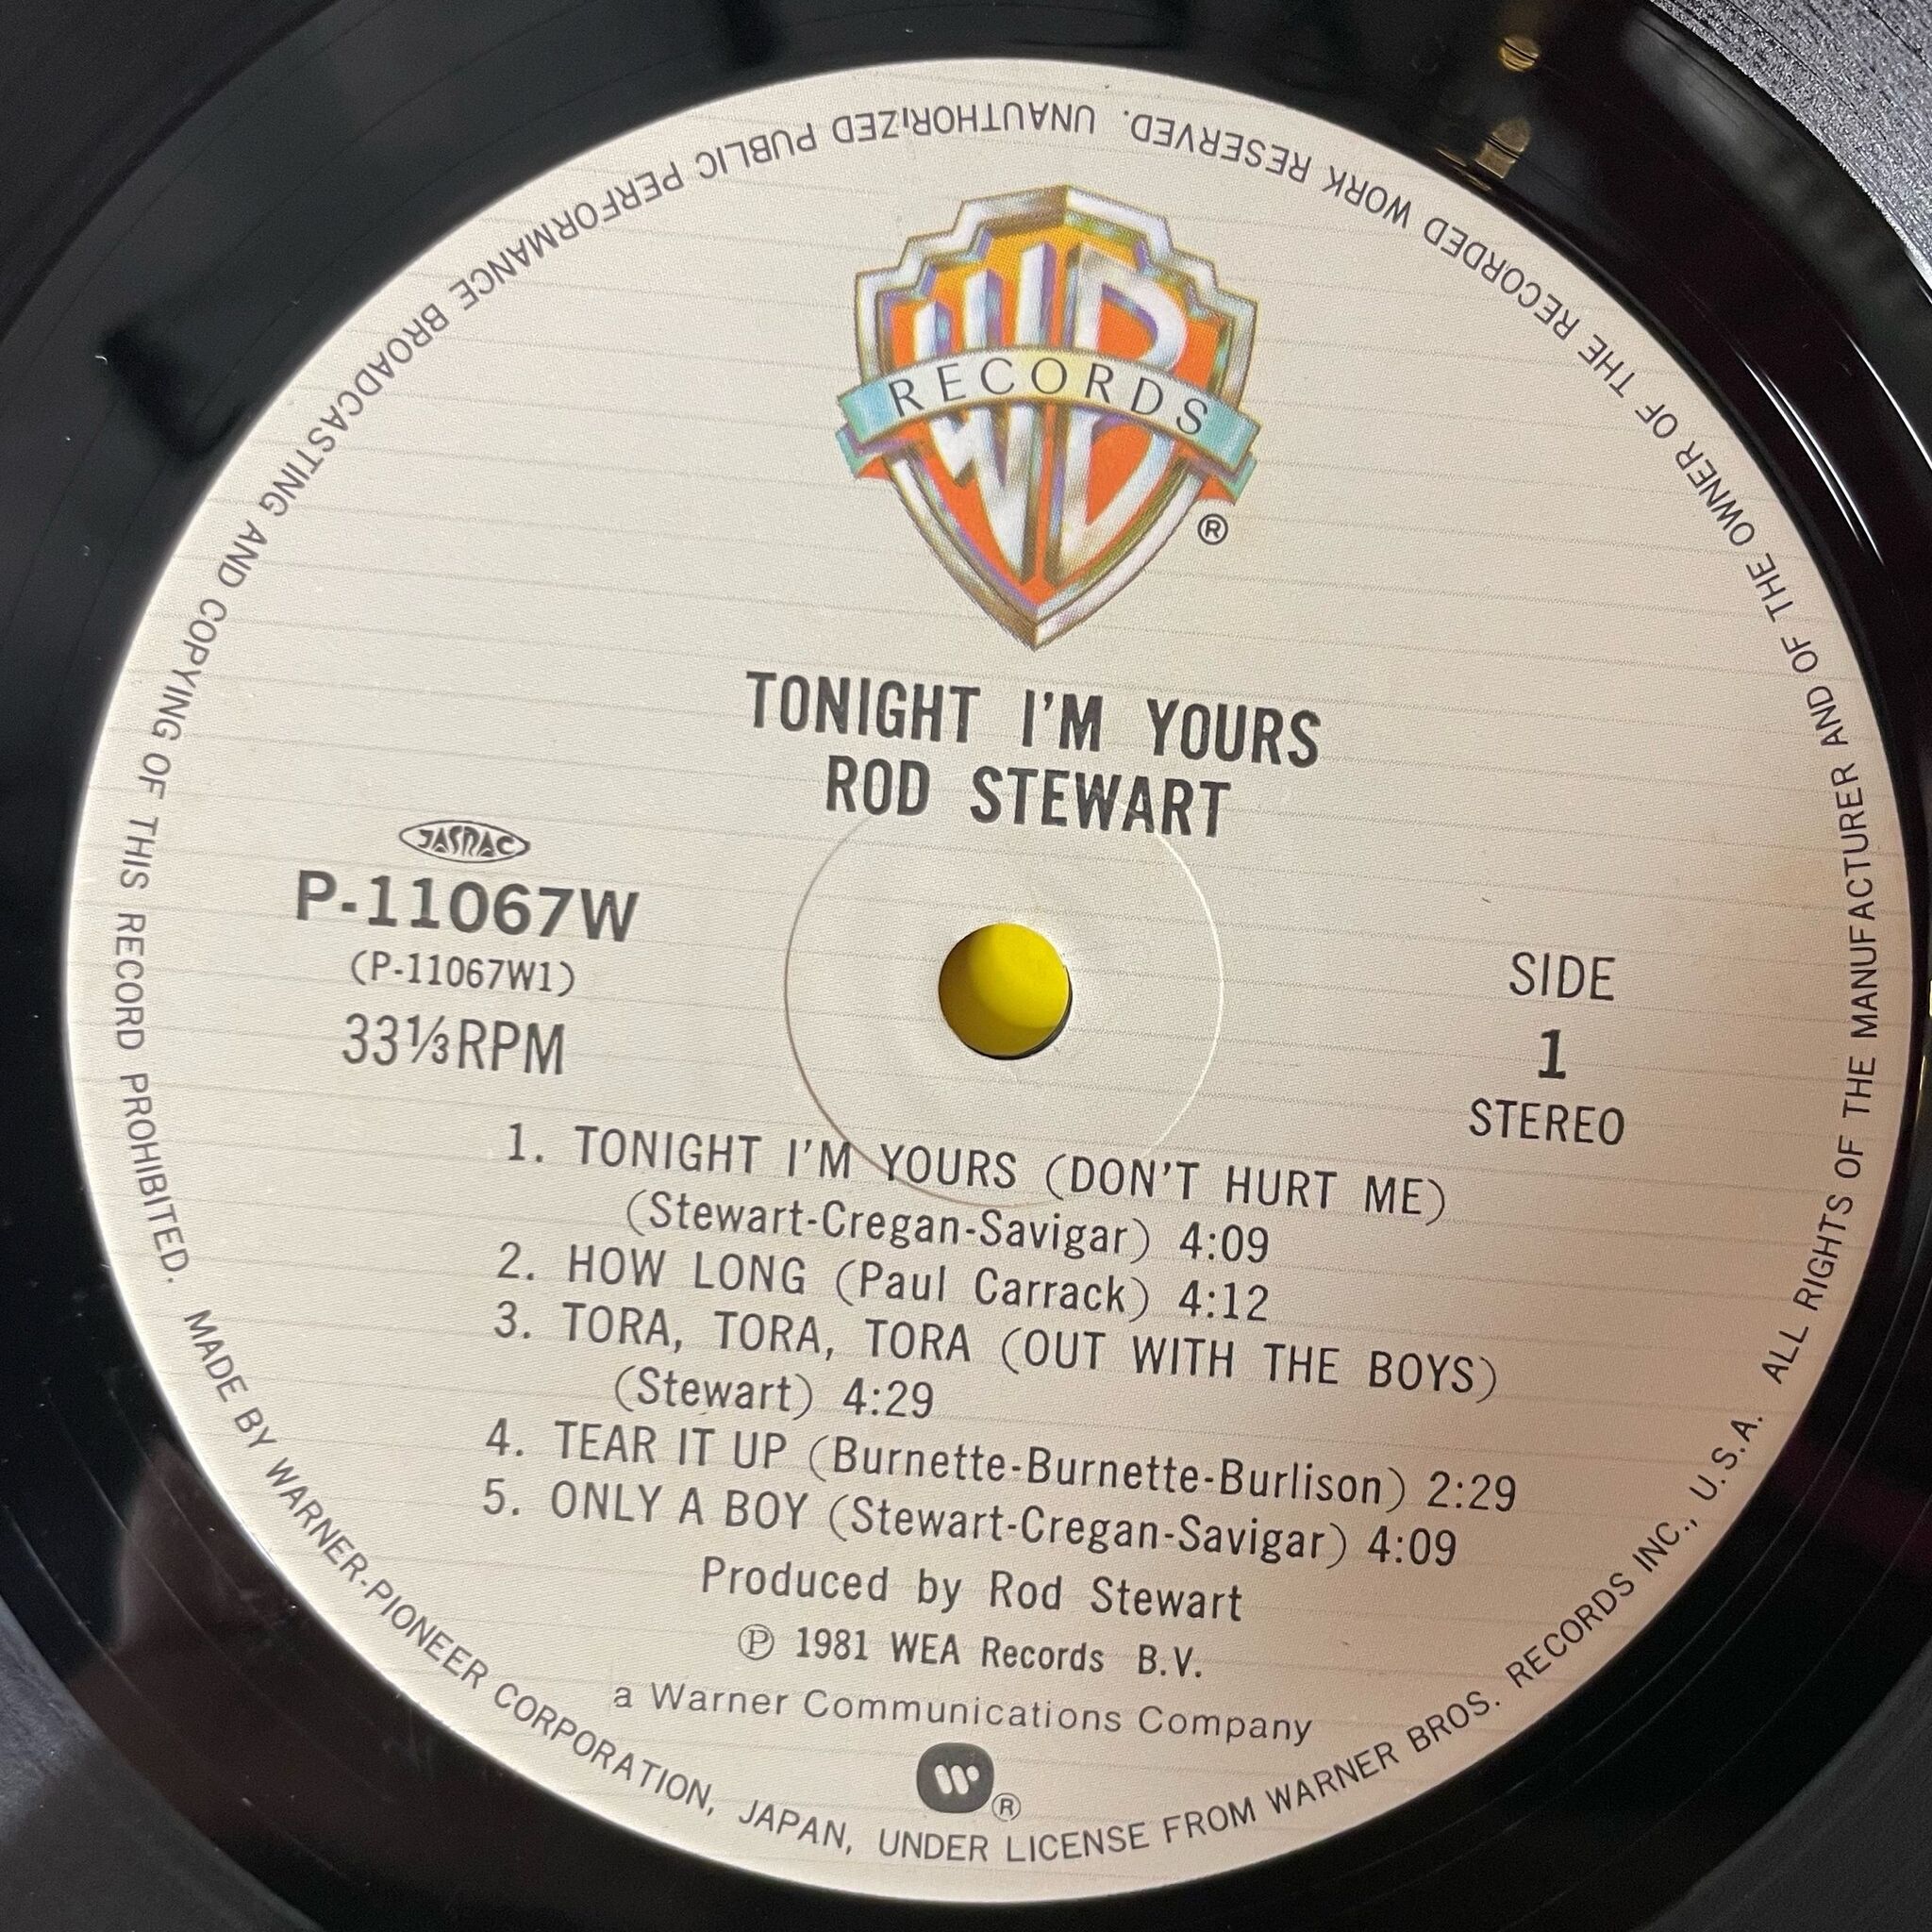 WB
RECORDS
®
TONIGHT I'M YOURS
ROD STEWART
JASRAC
P-11067W
(P-11067W1)
33⅓RPM
SIDE
1
STEREO
1. TONIGHT I'M YOURS (DON'T HURT ME)
(Stewart-Cregan-Savigar) 4:09
2. HOW LONG (Paul Carrack) 4:12
3. TORA, TORA, TORA (OUT WITH THE BOYS)
(Stewart) 4:29
4. TEAR IT UP (Burnette-Burnette-Burlison) 2:29
5. ONLY A BOY (Stewart-Cregan-Savigar) 4:09
Produced by Rod Stewart
℗ 1981 WEA Records B.V.
a Warner Communications Company
W®
MADE BY WARNER-PIONEER CORPORATION, JAPAN, UNDER LICENSE FROM WARNER BROS. RECORDS INC., U.S.A. ALL RIGHTS OF THE MANUFACTURER AND OF THE OWNER OF THE RECORDED WORK RESERVED. UNAUTHORIZED PUBLIC PERFORMANCE BROADCASTING AND COPYING OF THIS RECORD PROHIBITED.